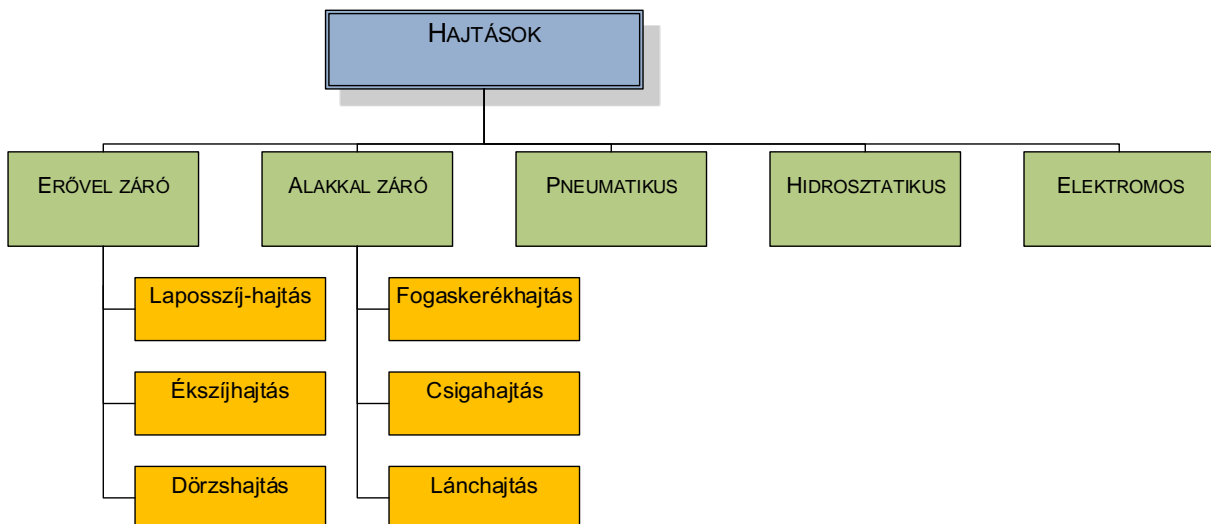 HAJTÁSOK
ERŐVEL ZÁRÓ
ALAKKAL ZÁRÓ
PNEUMATIKUS
HIDROSZTATIKUS
ELEKTROMOS
Laposszíj-hajtás
Fogaskerékhajtás
Ékszíjhajtás
Csigahajtás
Dörzshajtás
Lánchajtás